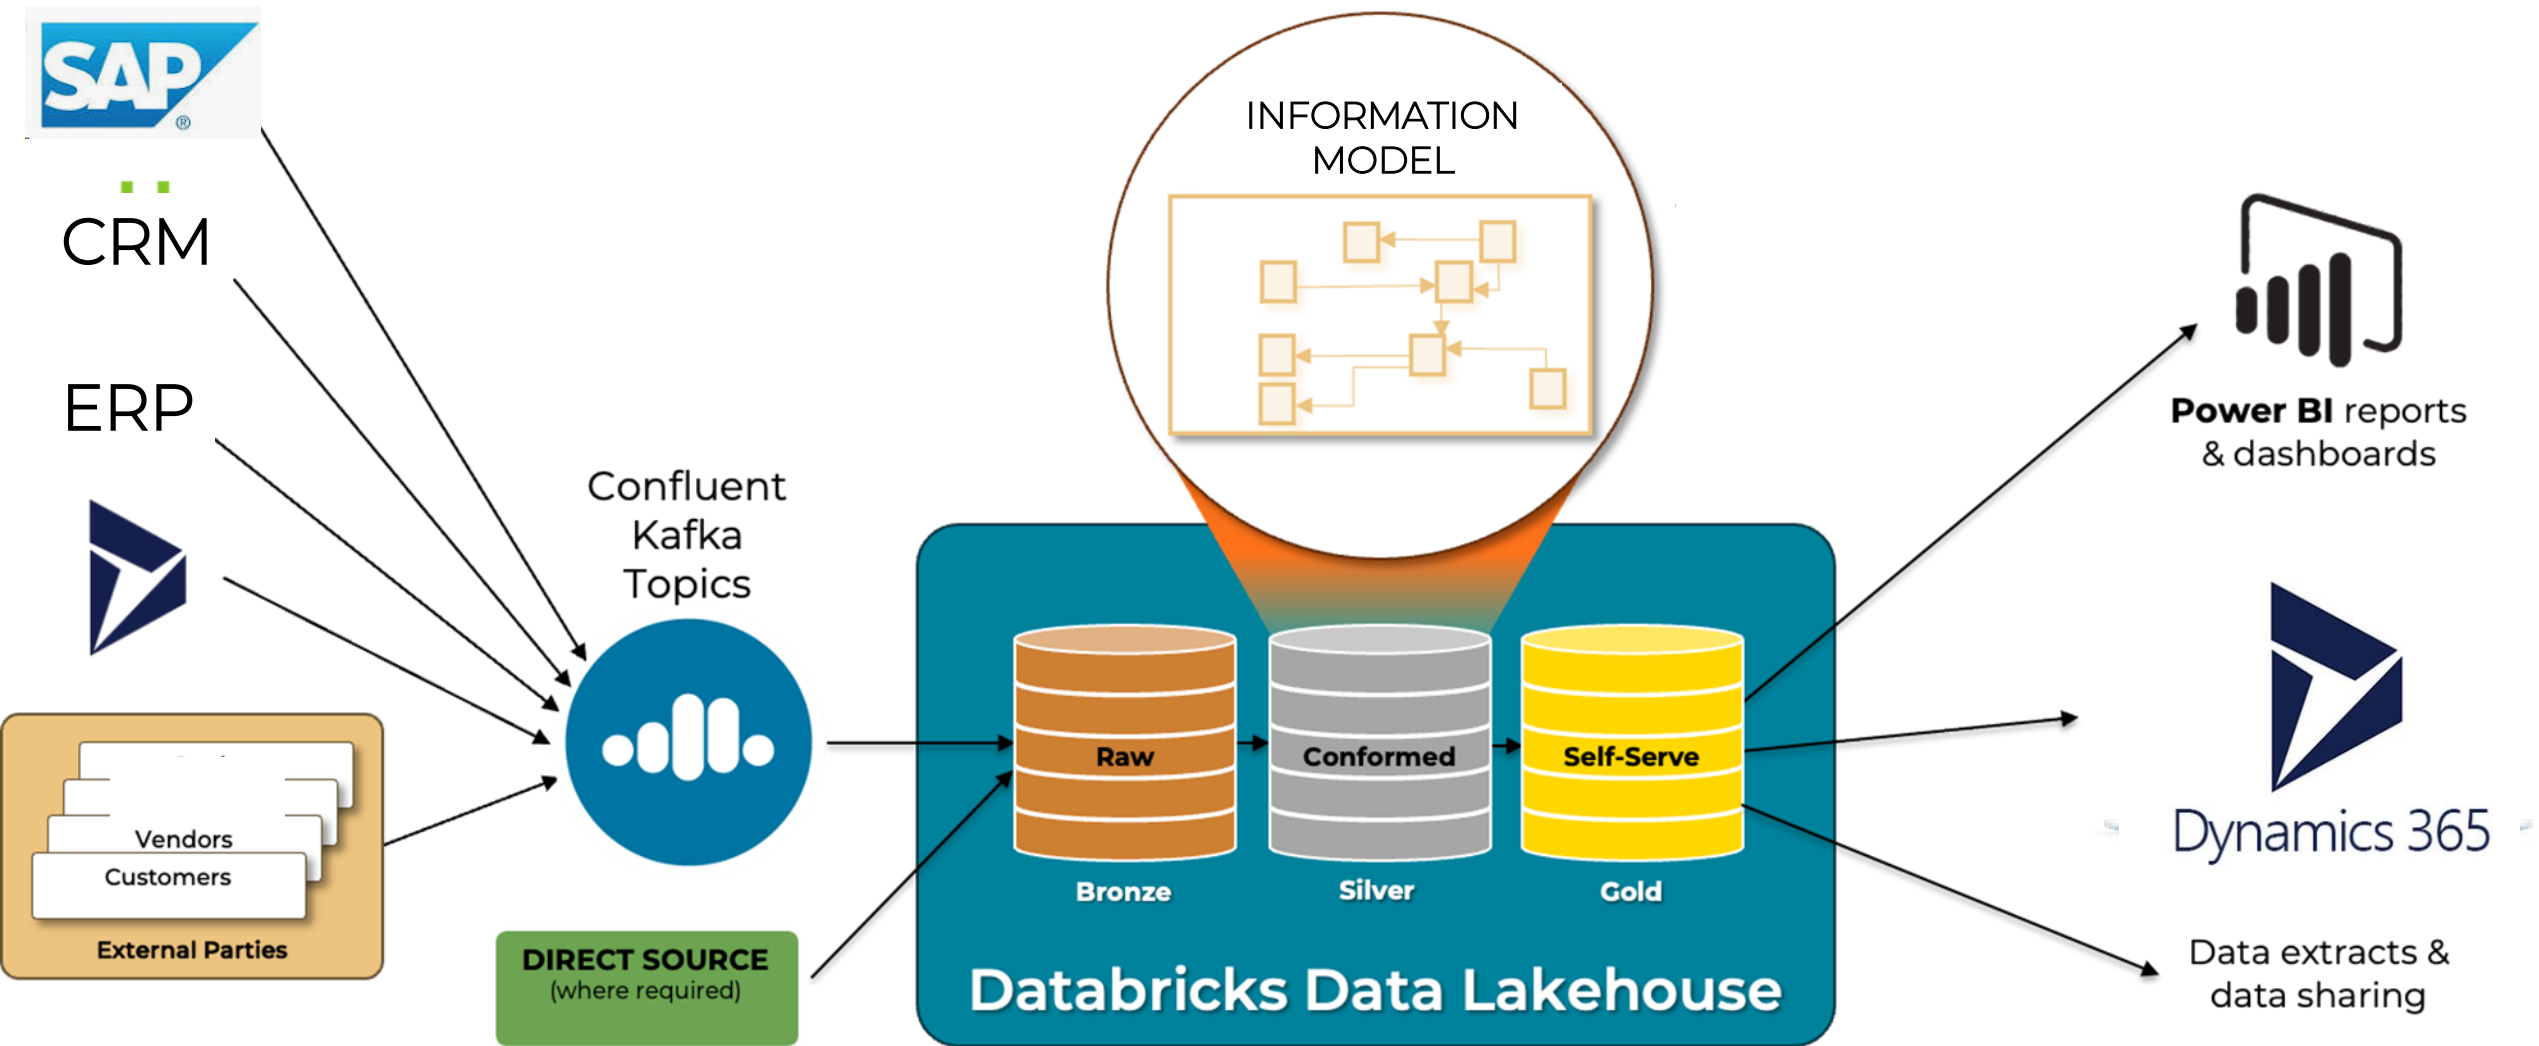 SAP
®
CRM
ERP
Vendors
Customers
External Parties
Confluent
Kafka
Topics
DIRECT SOURCE
(where required)
INFORMATION
MODEL
Raw
Conformed
Self-Serve
Bronze
Silver
Gold
Databricks Data Lakehouse
Power BI reports
& dashboards
Dynamics 365
Data extracts &
data sharing